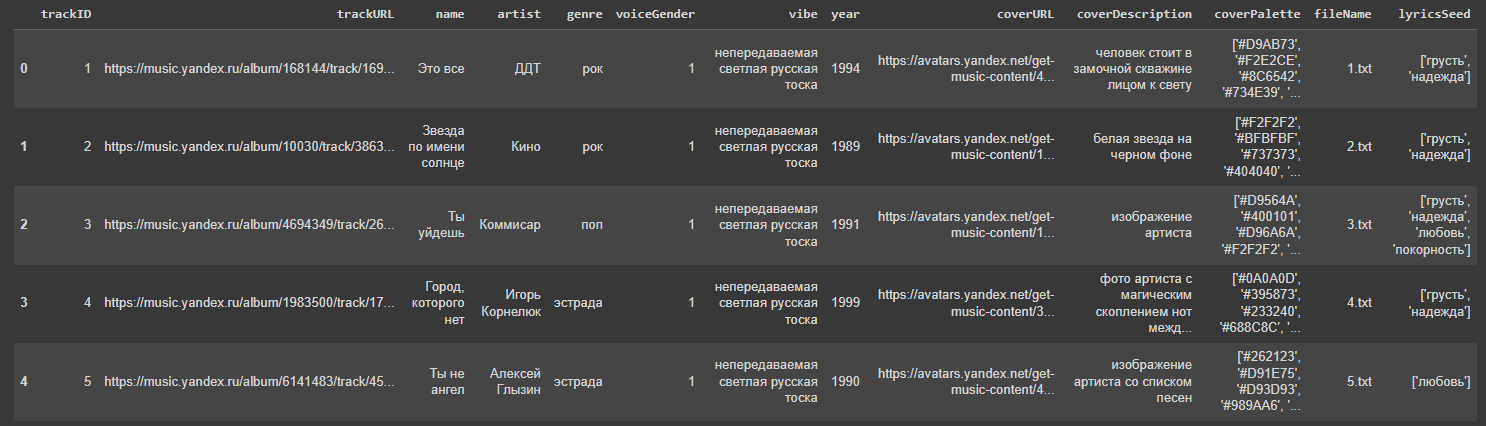 trackID trackURL name artist genre voiceGender vibe year coverURL coverDescription coverPalette fileName lyricsSeed
0 1 https://music.yandex.ru/album/168144/track/169... Это все ДДТ рок 1 непередаваемая светлая русская тоска 1994 https://avatars.yandex.net/get-music-content/4... человек стоит в замочной скважине лицом к свету ['#D9AB73', '#F2E2CE', '#8C6542', '#734E39', '... 1.txt ['грусть', 'надежда']
1 2 https://music.yandex.ru/album/10030/track/3863... Звезда по имени солнце Кино рок 1 непередаваемая светлая русская тоска 1989 https://avatars.yandex.net/get-music-content/1... белая звезда на черном фоне ['#F2F2F2', '#BFBFBF', '#737373', '#404040', '... 2.txt ['грусть', 'надежда']
2 3 https://music.yandex.ru/album/4694349/track/26... Ты уйдешь Коммисар поп 1 непередаваемая светлая русская тоска 1991 https://avatars.yandex.net/get-music-content/1... изображение артиста ['#D9564A', '#400101', '#D96A6A', '#F2F2F2', '... 3.txt ['грусть', 'надежда', 'любовь', 'покорность']
3 4 https://music.yandex.ru/album/1983500/track/17... Город, которого нет Игорь Корнелюк эстрада 1 непередаваемая светлая русская тоска 1999 https://avatars.yandex.net/get-music-content/3... фото артиста с магическим скоплением нот межд... ['#0A0A0D', '#395873', '#233240', '#688C8C', '... 4.txt ['грусть', 'надежда']
4 5 https://music.yandex.ru/album/6141483/track/45... Ты не ангел Алексей Глызин эстрада 1 непередаваемая светлая русская тоска 1990 https://avatars.yandex.net/get-music-content/4... изображение артиста со списком песен ['#262123', '#D91E75', '#D93D93', '#989AA6', '... 5.txt ['любовь']